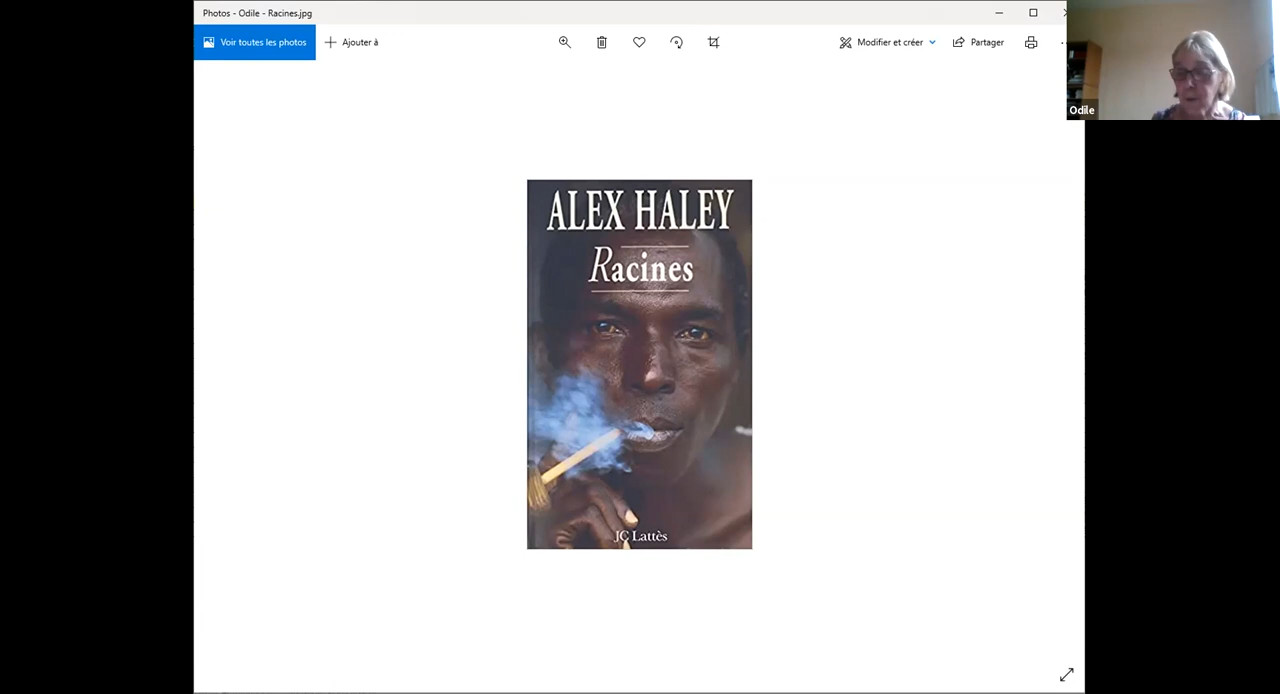 Photos - Odile - Racines.jpg
Voir toutes les photos
Ajouter à
Modifier et créer
Partager
Odile
ALEX HALEY
Racines
JC Lattès